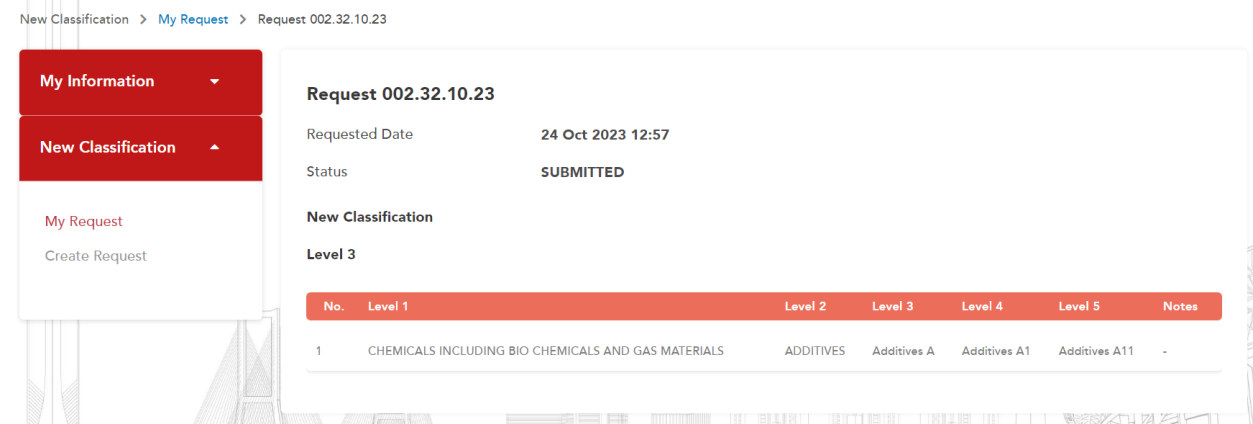 New Classification > My Request > Request 002.32.10.23
My Information
New Classification
My Request
Create Request
Request 002.32.10.23
Requested Date 24 Oct 2023 12:57
Status SUBMITTED
New Classification
Level 3
No. Level 1 Level 2 Level 3 Level 4 Level 5 Notes
1 CHEMICALS INCLUDING BIO CHEMICALS AND GAS MATERIALS ADDITIVES Additives A Additives A1 Additives A11 -